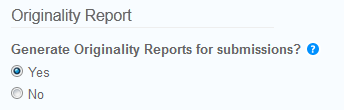 Originality Report
Generate Originality Reports for submissions? ?
Yes
No